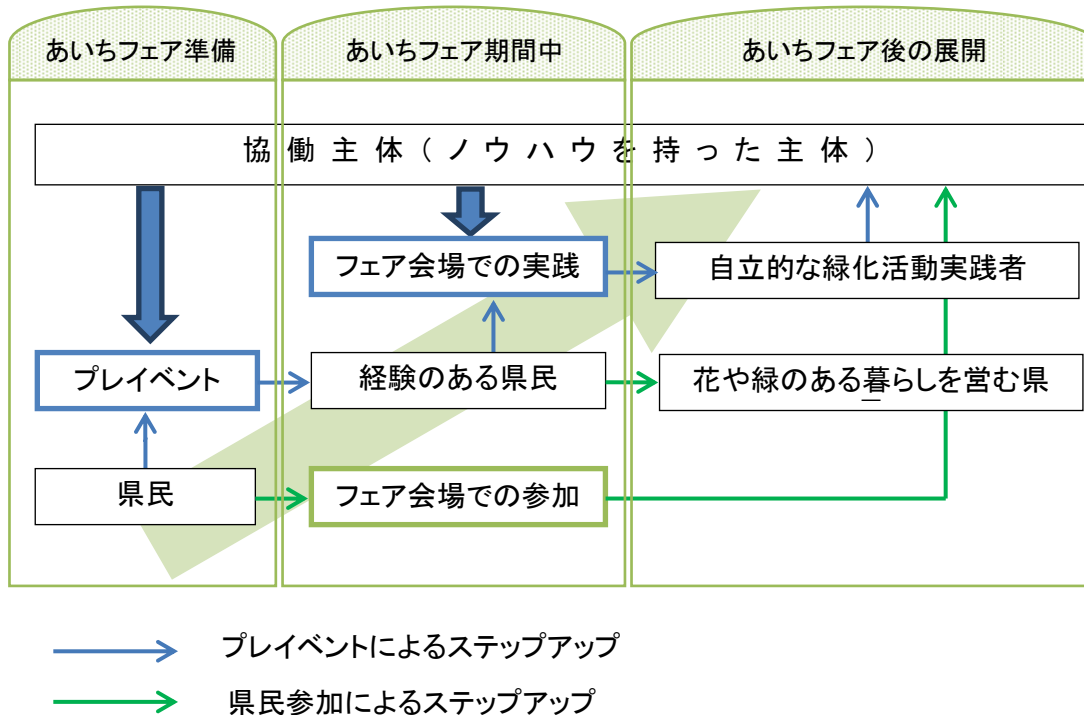 あいちフェア準備
あいちフェア期間中
あいちフェア後の展開
協働主体(ノウハウを持った主体)
フェア会場での実践
自立的な緑化活動実践者
プレイベント
経験のある県民
花や緑のある暮らしを営む県
県民
フェア会場での参加
プレイベントによるステップアップ
県民参加によるステップアップ